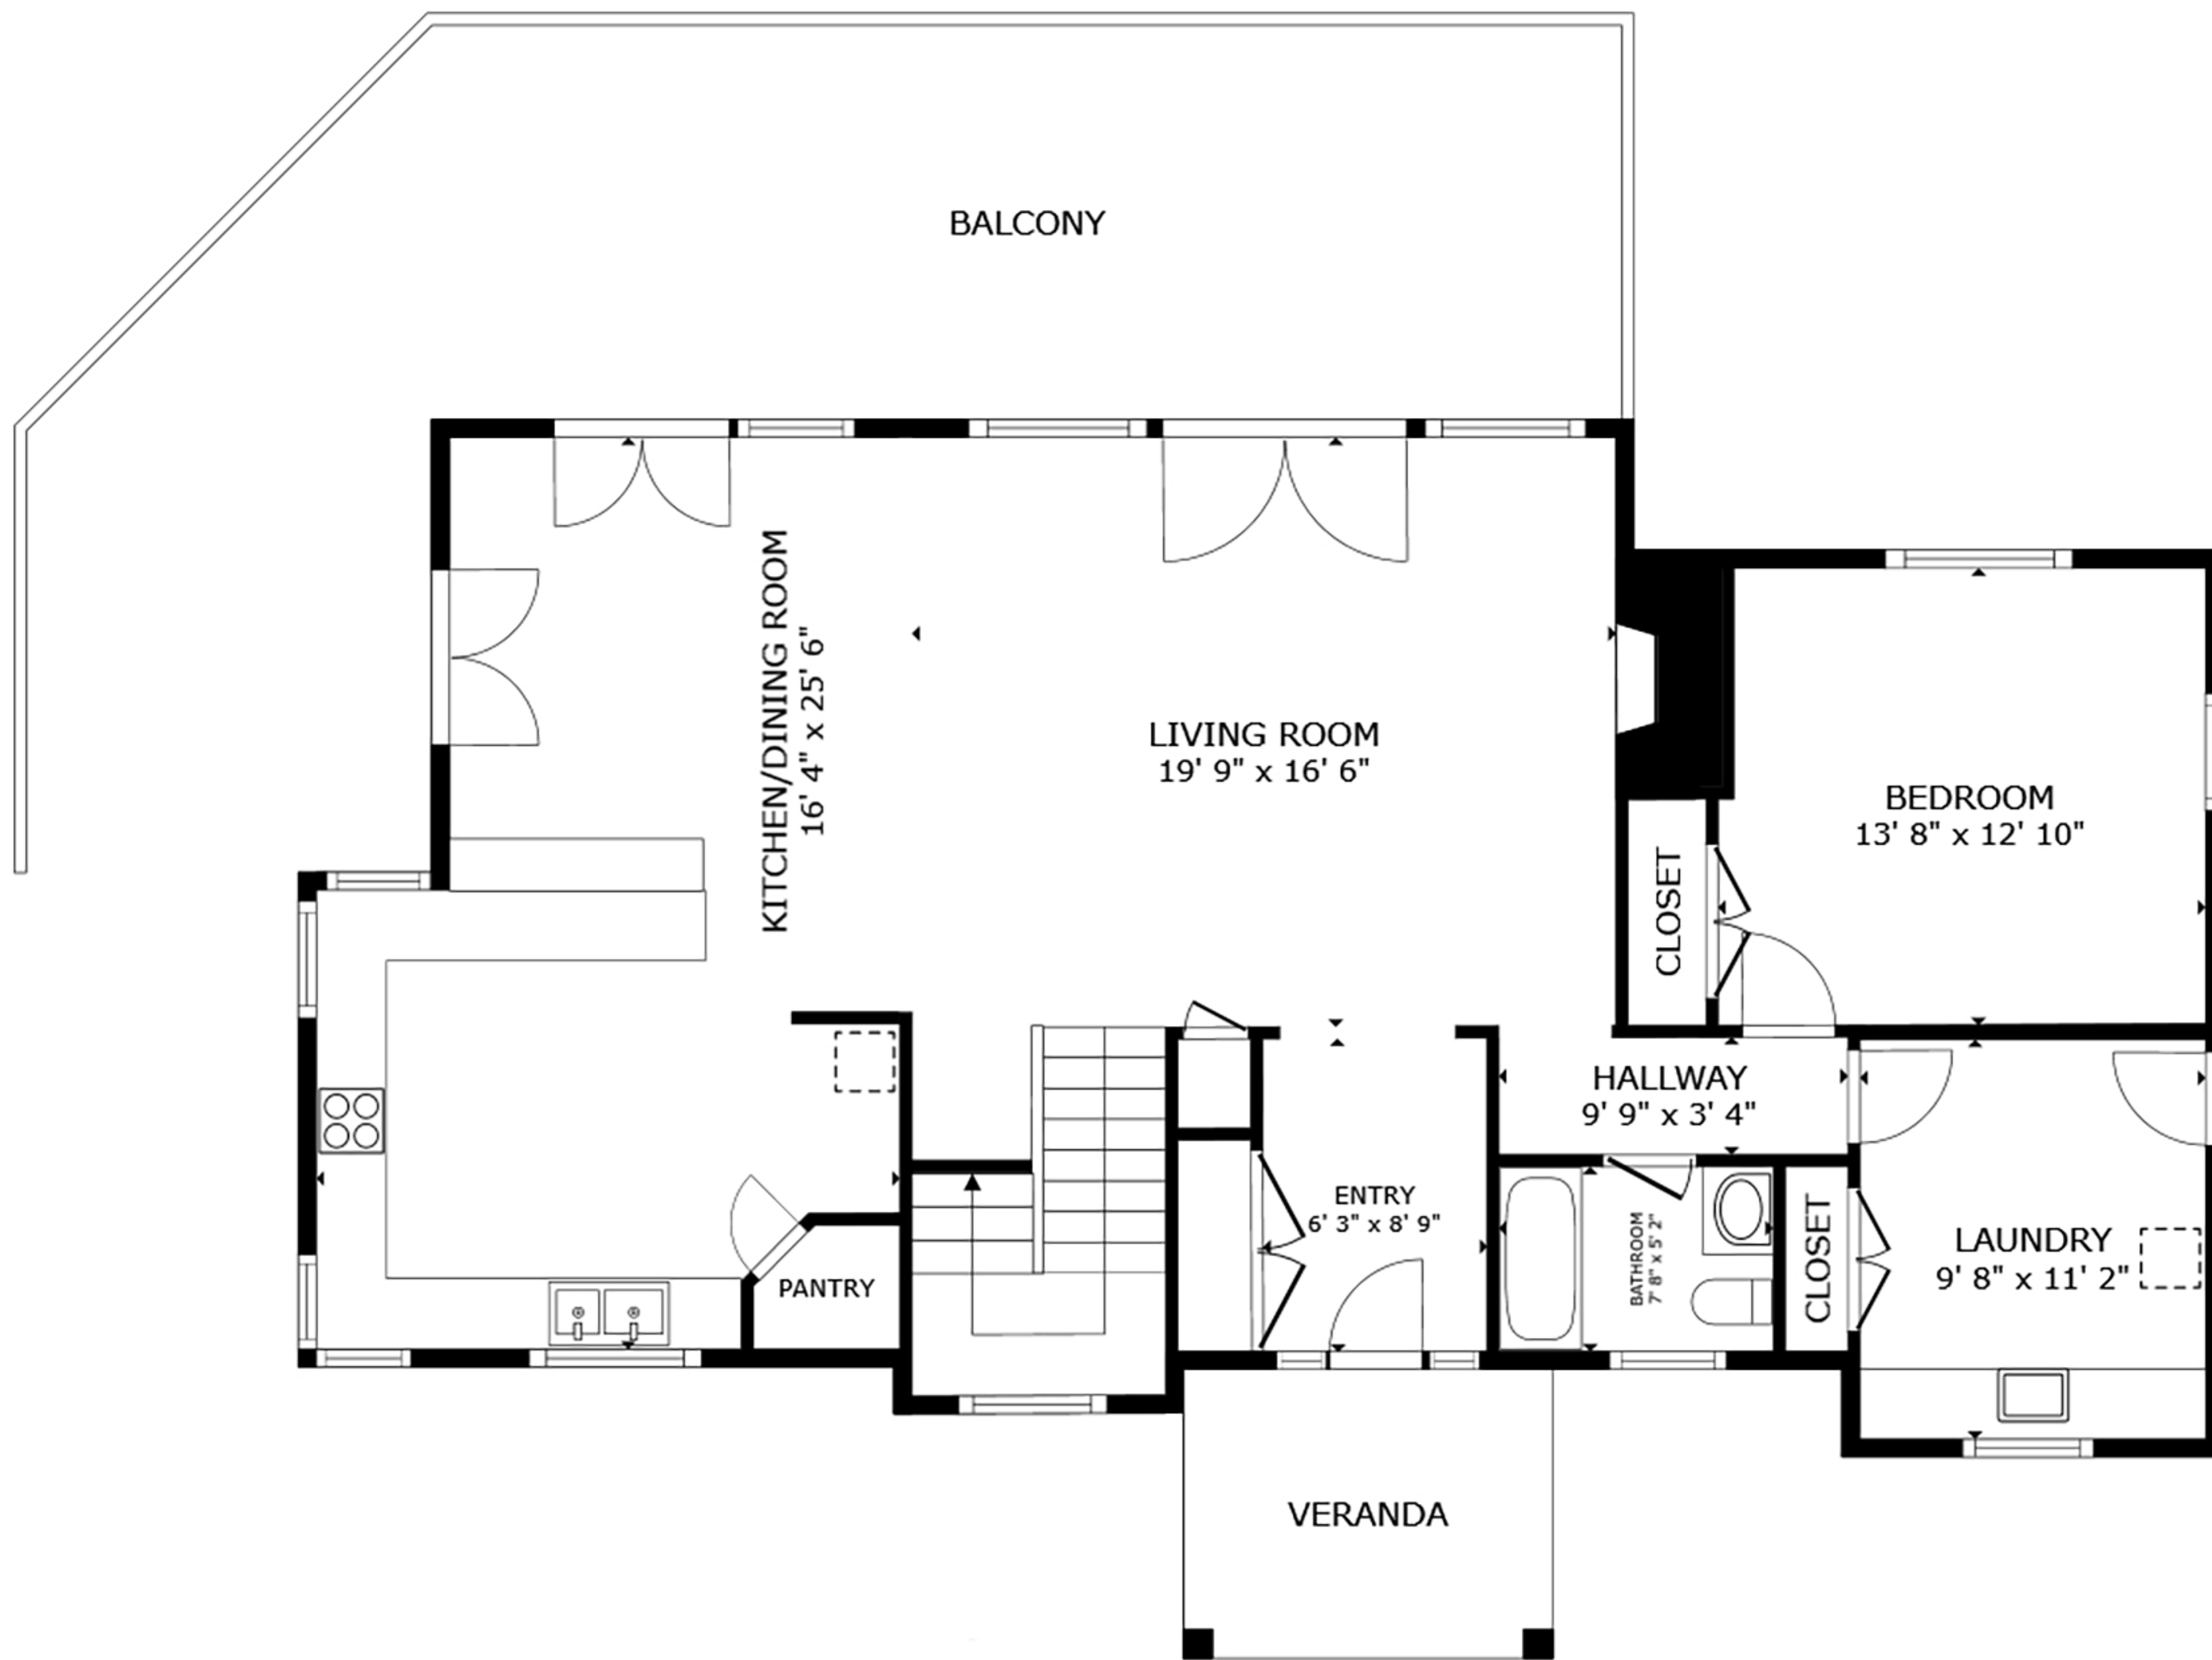 BALCONY
KITCHEN/DINING ROOM
16' 4" x 25' 6"
LIVING ROOM
19' 9" x 16' 6"
BEDROOM
13' 8" x 12' 10"
CLOSET
HALLWAY
9' 9" x 3' 4"
ENTRY
6' 3" x 8' 9"
BATHROOM
7' 8" x 5' 2"
CLOSET
LAUNDRY
9' 8" x 11' 2"
PANTRY
VERANDA